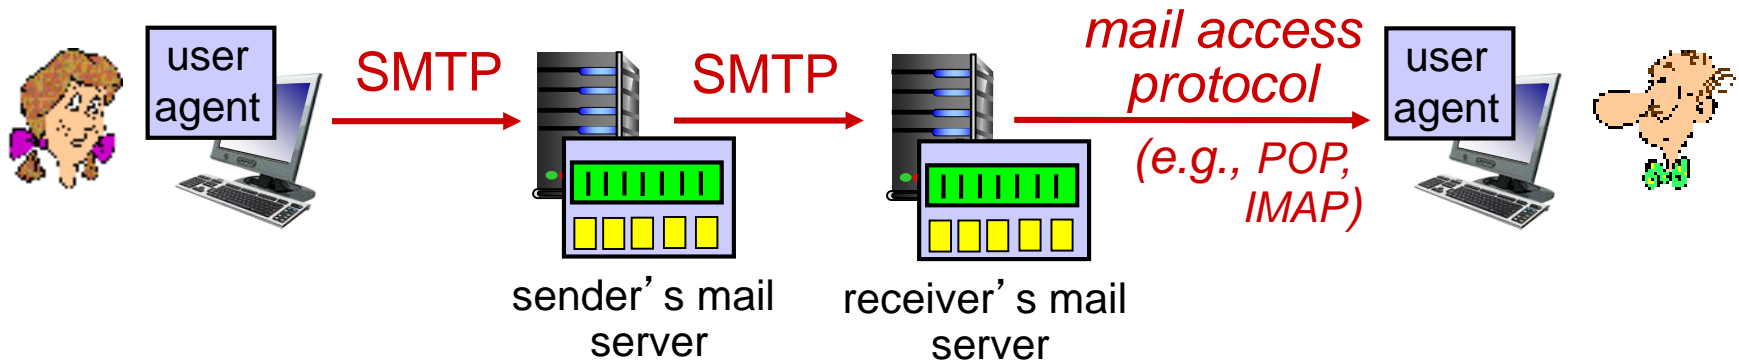 user
agent
SMTP
SMTP
mail access
protocol
(e.g., POP,
IMAP)
user
agent
sender’s mail
server
receiver’s mail
server